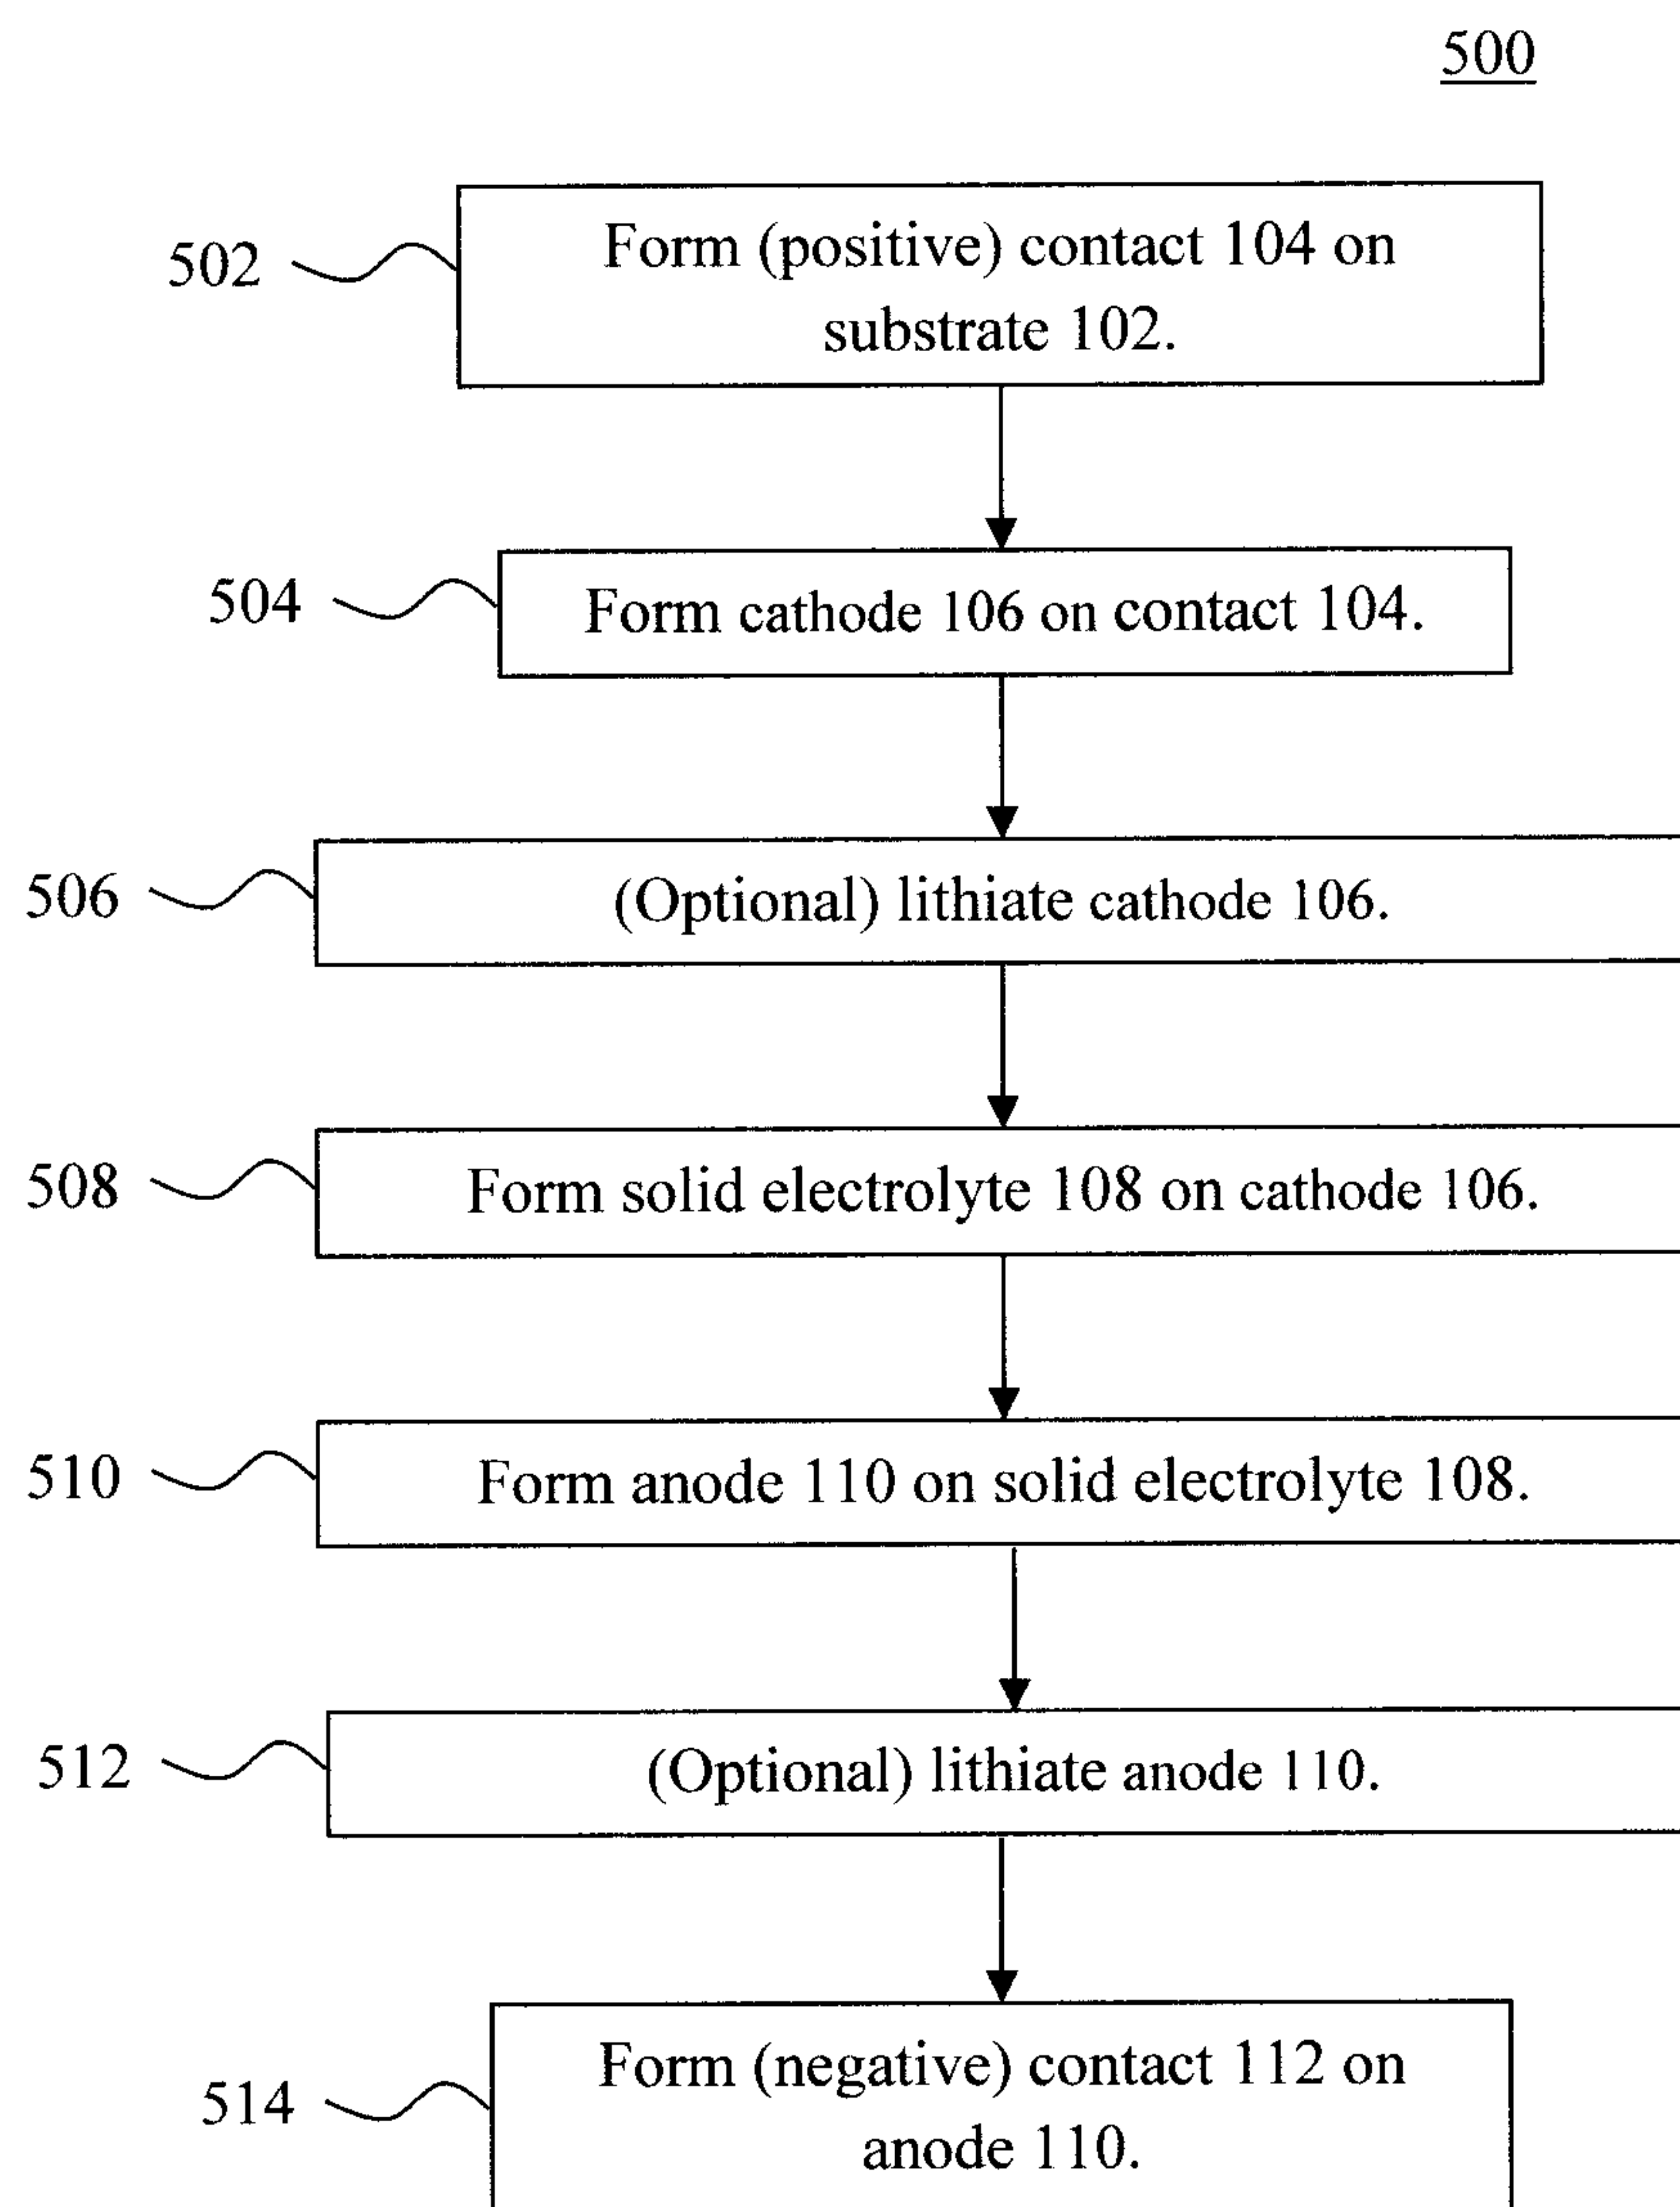 500
502
Form (positive) contact 104 on
substrate 102.
504
Form cathode 106 on contact 104.
506
(Optional) lithiate cathode 106.
508
Form solid electrolyte 108 on cathode 106.
510
Form anode 110 on solid electrolyte 108.
512
(Optional) lithiate anode 110.
514
Form (negative) contact 112 on
anode 110.